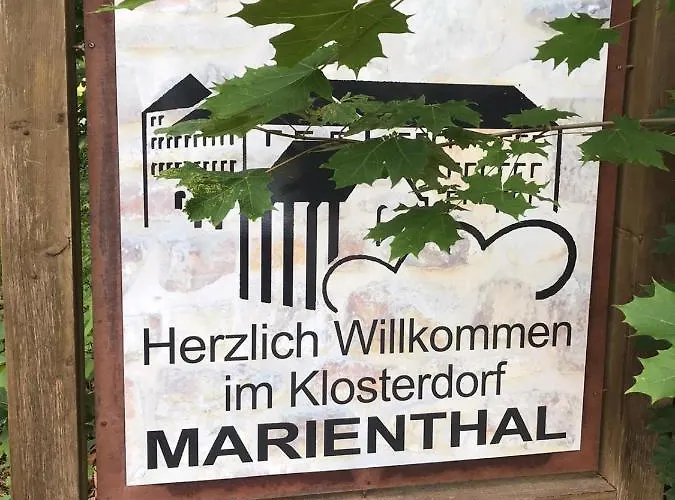 Herzlich Willkommen
im Klosterdorf
MARIENTHAL